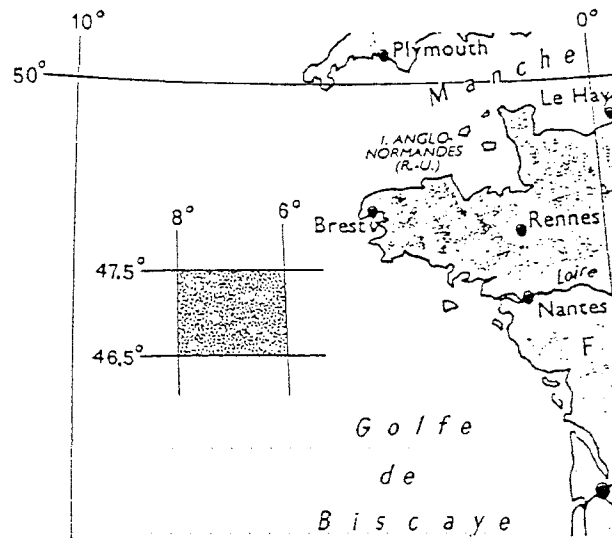 10°
0°
Plymouth
50°
Manche
Le Hav
I. ANGLO-
NORMANDES
(R.-U.)
8°
6°
Brest
Rennes
47.5°
Loire
Nantes
46.5°
F
Golfe
de
Biscaye